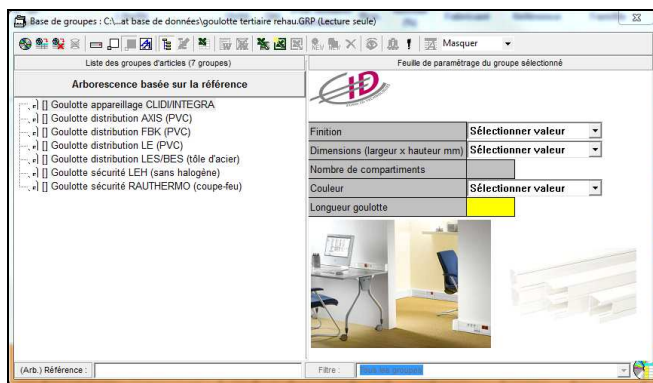 Base de groupes : C:\...at base de données\goulotte tertiaire rehau.GRP (Lecture seule)
Masquer
Liste des groupes d'articles (7 groupes)
Feuille de paramétrage du groupe sélectionné
Arborescence basée sur la référence
[] Goulotte appareillage CLIDI/INTEGRA
[] Goulotte distribution AXIS (PVC)
[] Goulotte distribution FBK (PVC)
[] Goulotte distribution LE (PVC)
[] Goulotte distribution LES/BES (tôle d'acier)
[] Goulotte sécurité LEH (sans halogène)
[] Goulotte sécurité RAUTHERMO (coupe-feu)
ID
Finition Sélectionner valeur
Dimensions (largeur x hauteur mm) Sélectionner valeur
Nombre de compartiments
Couleur Sélectionner valeur
Longueur goulotte
(Arb.) Référence :
Filtre : Tous les groupes